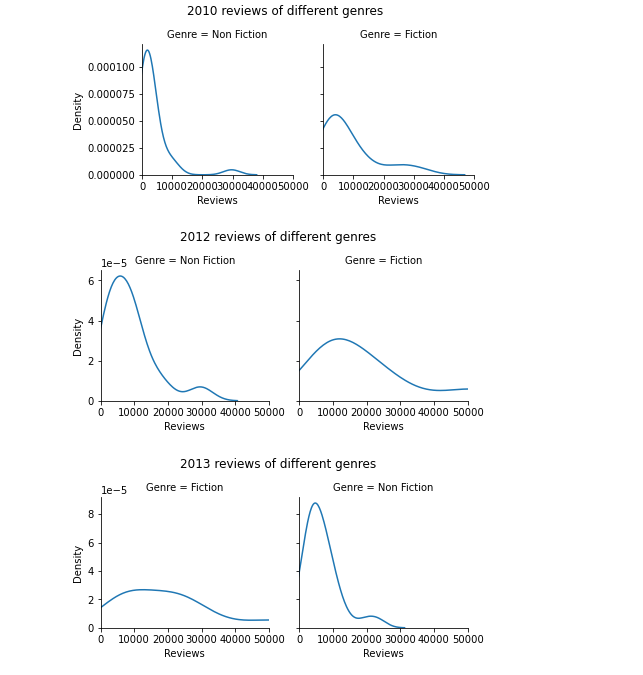 2010 reviews of different genres
Genre = Non Fiction
Genre = Fiction
0.000100
0.000075
0.000050
0.000025
0.000000
Density
0 10000 20000 30000 40000 50000
0 10000 20000 30000 40000 50000
Reviews
Reviews
2012 reviews of different genres
1e−5
Genre = Non Fiction
Genre = Fiction
6
4
2
0
Density
0 10000 20000 30000 40000 50000
0 10000 20000 30000 40000 50000
Reviews
Reviews
2013 reviews of different genres
1e−5
Genre = Fiction
Genre = Non Fiction
8
6
4
2
0
Density
0 10000 20000 30000 40000 50000
0 10000 20000 30000 40000 50000
Reviews
Reviews